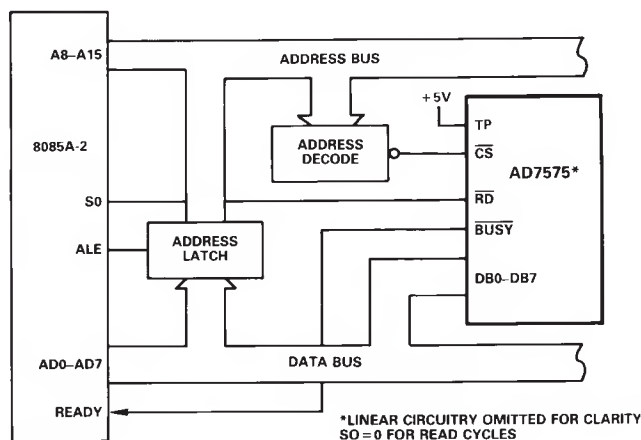 A8–A15
ADDRESS BUS
+5V
TP
ADDRESS
DECODE
CS
8085A-2
AD7575*
S0
RD
ADDRESS
LATCH
BUSY
ALE
DB0–DB7
AD0–AD7
DATA BUS
READY
*LINEAR CIRCUITRY OMITTED FOR CLARITY
SO = 0 FOR READ CYCLES